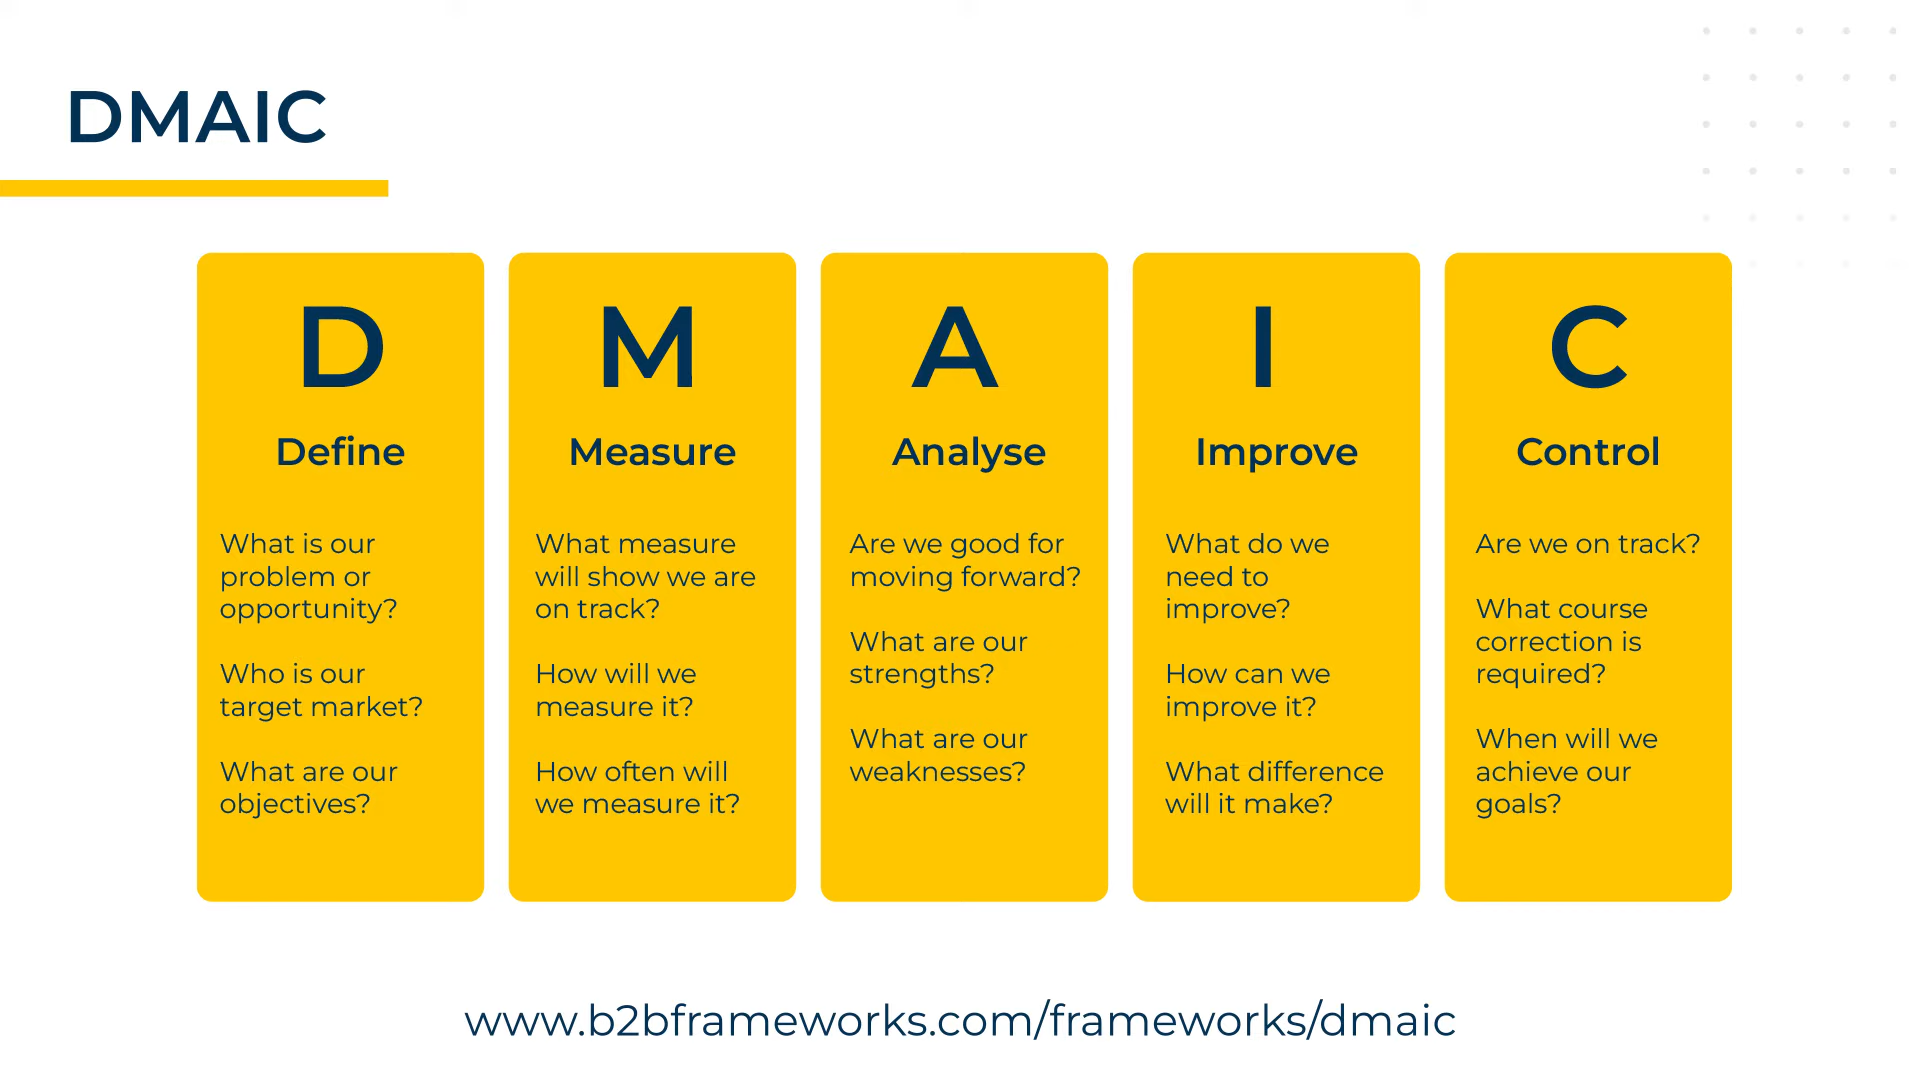 DMAIC
D
Define
What is our
problem or
opportunity?
Who is our
target market?
What are our
objectives?
M
Measure
What measure
will show we are
on track?
How will we
measure it?
How often will
we measure it?
A
Analyse
Are we good for
moving forward?
What are our
strengths?
What are our
weaknesses?
I
Improve
What do we
need to
improve?
How can we
improve it?
What difference
will it make?
C
Control
Are we on track?
What course
correction is
required?
When will we
achieve our
goals?
www.b2bframeworks.com/frameworks/dmaic